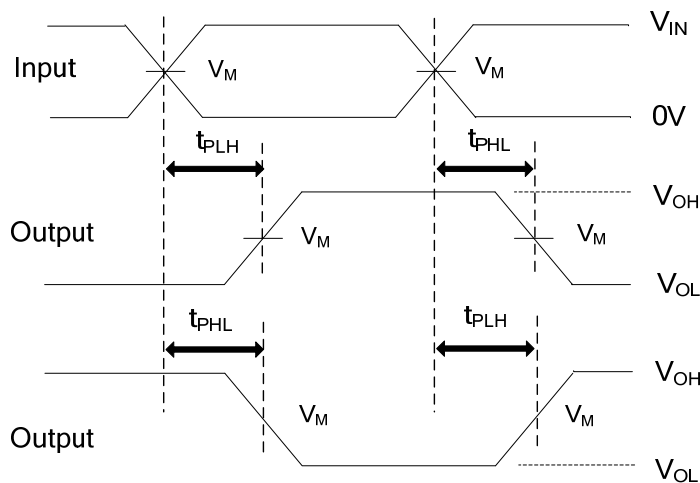 V_IN
Input V_M V_M
0V
t_PLH t_PHL
V_OH
Output V_M V_M
V_OL
t_PHL t_PLH
V_OH
V_M V_M
Output
V_OL